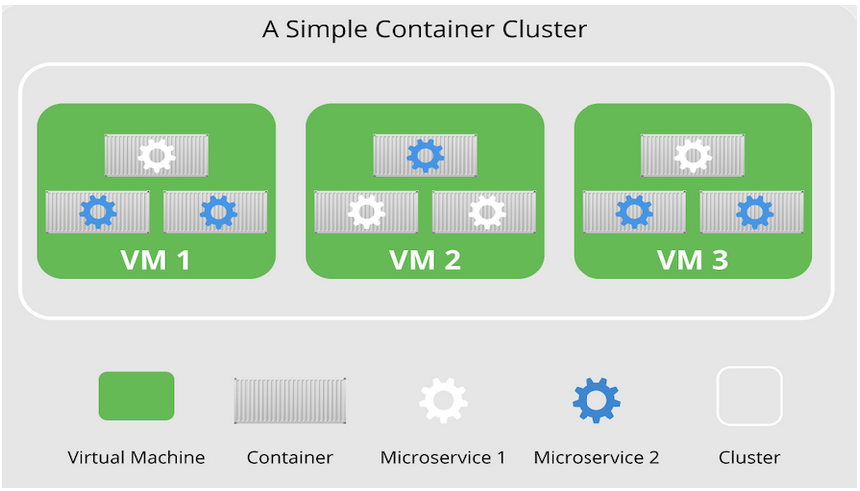 A Simple Container Cluster
VM 1
VM 2
VM 3
Virtual Machine
Container
Microservice 1
Microservice 2
Cluster